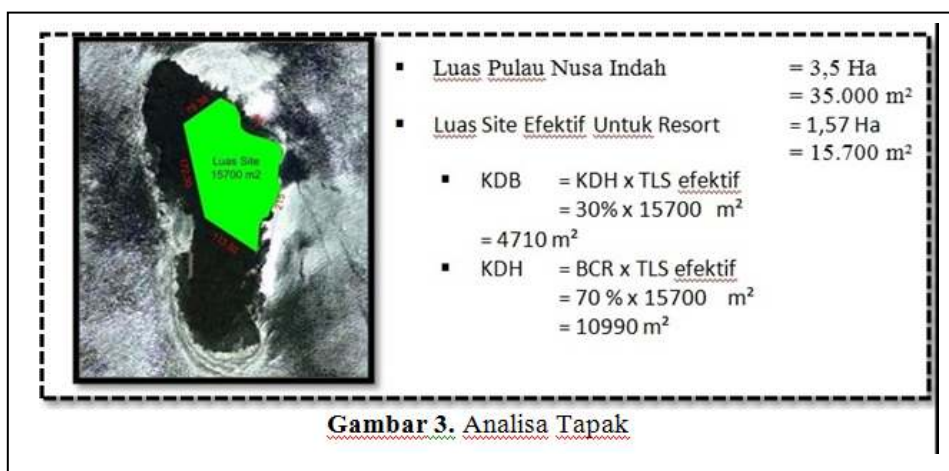 Luas Site
15700 m2
▪ Luas Pulau Nusa Indah = 3,5 Ha
= 35.000 m²
▪ Luas Site Efektif Untuk Resort = 1,57 Ha
= 15.700 m²
▪ KDB = KDH x TLS efektif
= 30% x 15700 m²
= 4710 m²
▪ KDH = BCR x TLS efektif
= 70 % x 15700 m²
= 10990 m²
Gambar 3. Analisa Tapak